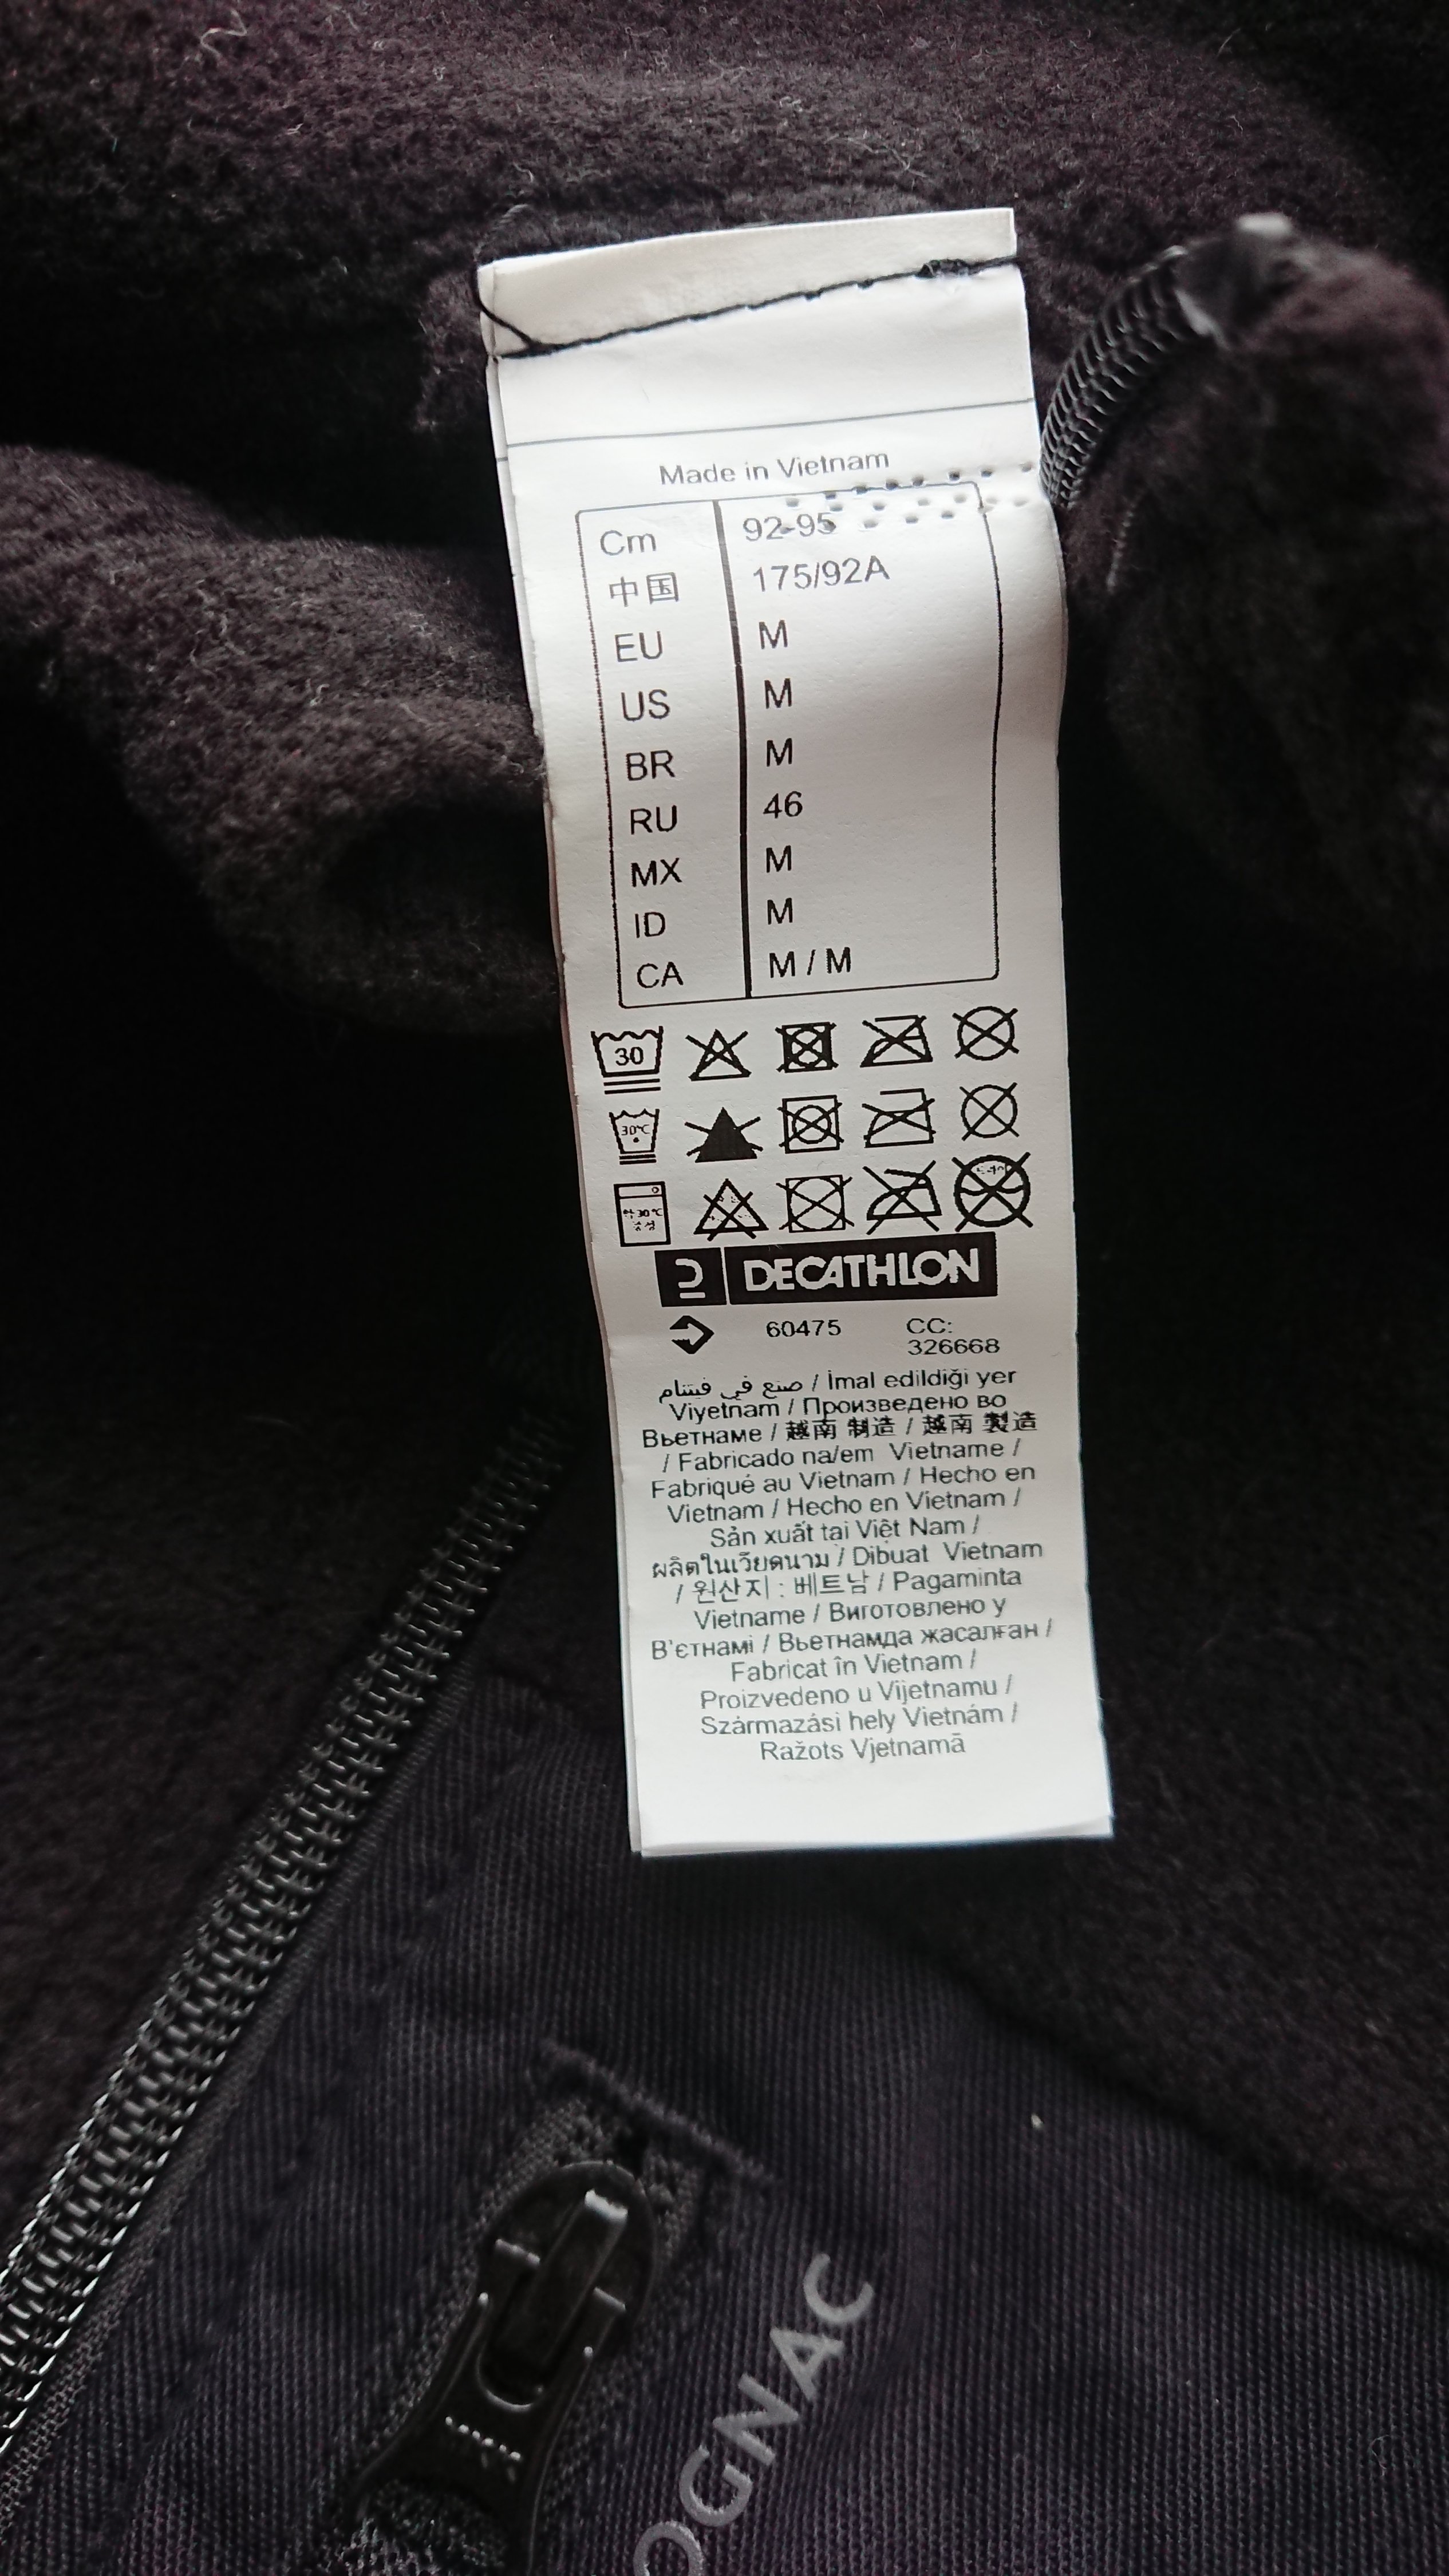 Made in Vietnam
Cm 92-95
中国 175/92A
EU M
US M
BR M
RU 46
MX M
ID M
CA M / M
30
30℃
30℃
DECATHLON
60475 CC:
326668
صنع في فيتنام / İmal edildiği yer
Viyetnam / Произведено во
Вьетнаме / 越南 制造 / 越南 製造
/ Fabricado na/em Vietname /
Fabriqué au Vietnam / Hecho en
Vietnam / Hecho en Vietnam /
Sản xuất tại Việt Nam /
ผลิตในเวียดนาม / Dibuat Vietnam
/ 원산지 : 베트남 / Pagaminta
Vietname / Виготовлено у
В'єтнамі / Вьетнамда жасалған /
Fabricat în Vietnam /
Proizvedeno u Vijetnamu /
Származási hely Vietnám /
Ražots Vjetnamā
OGNAC